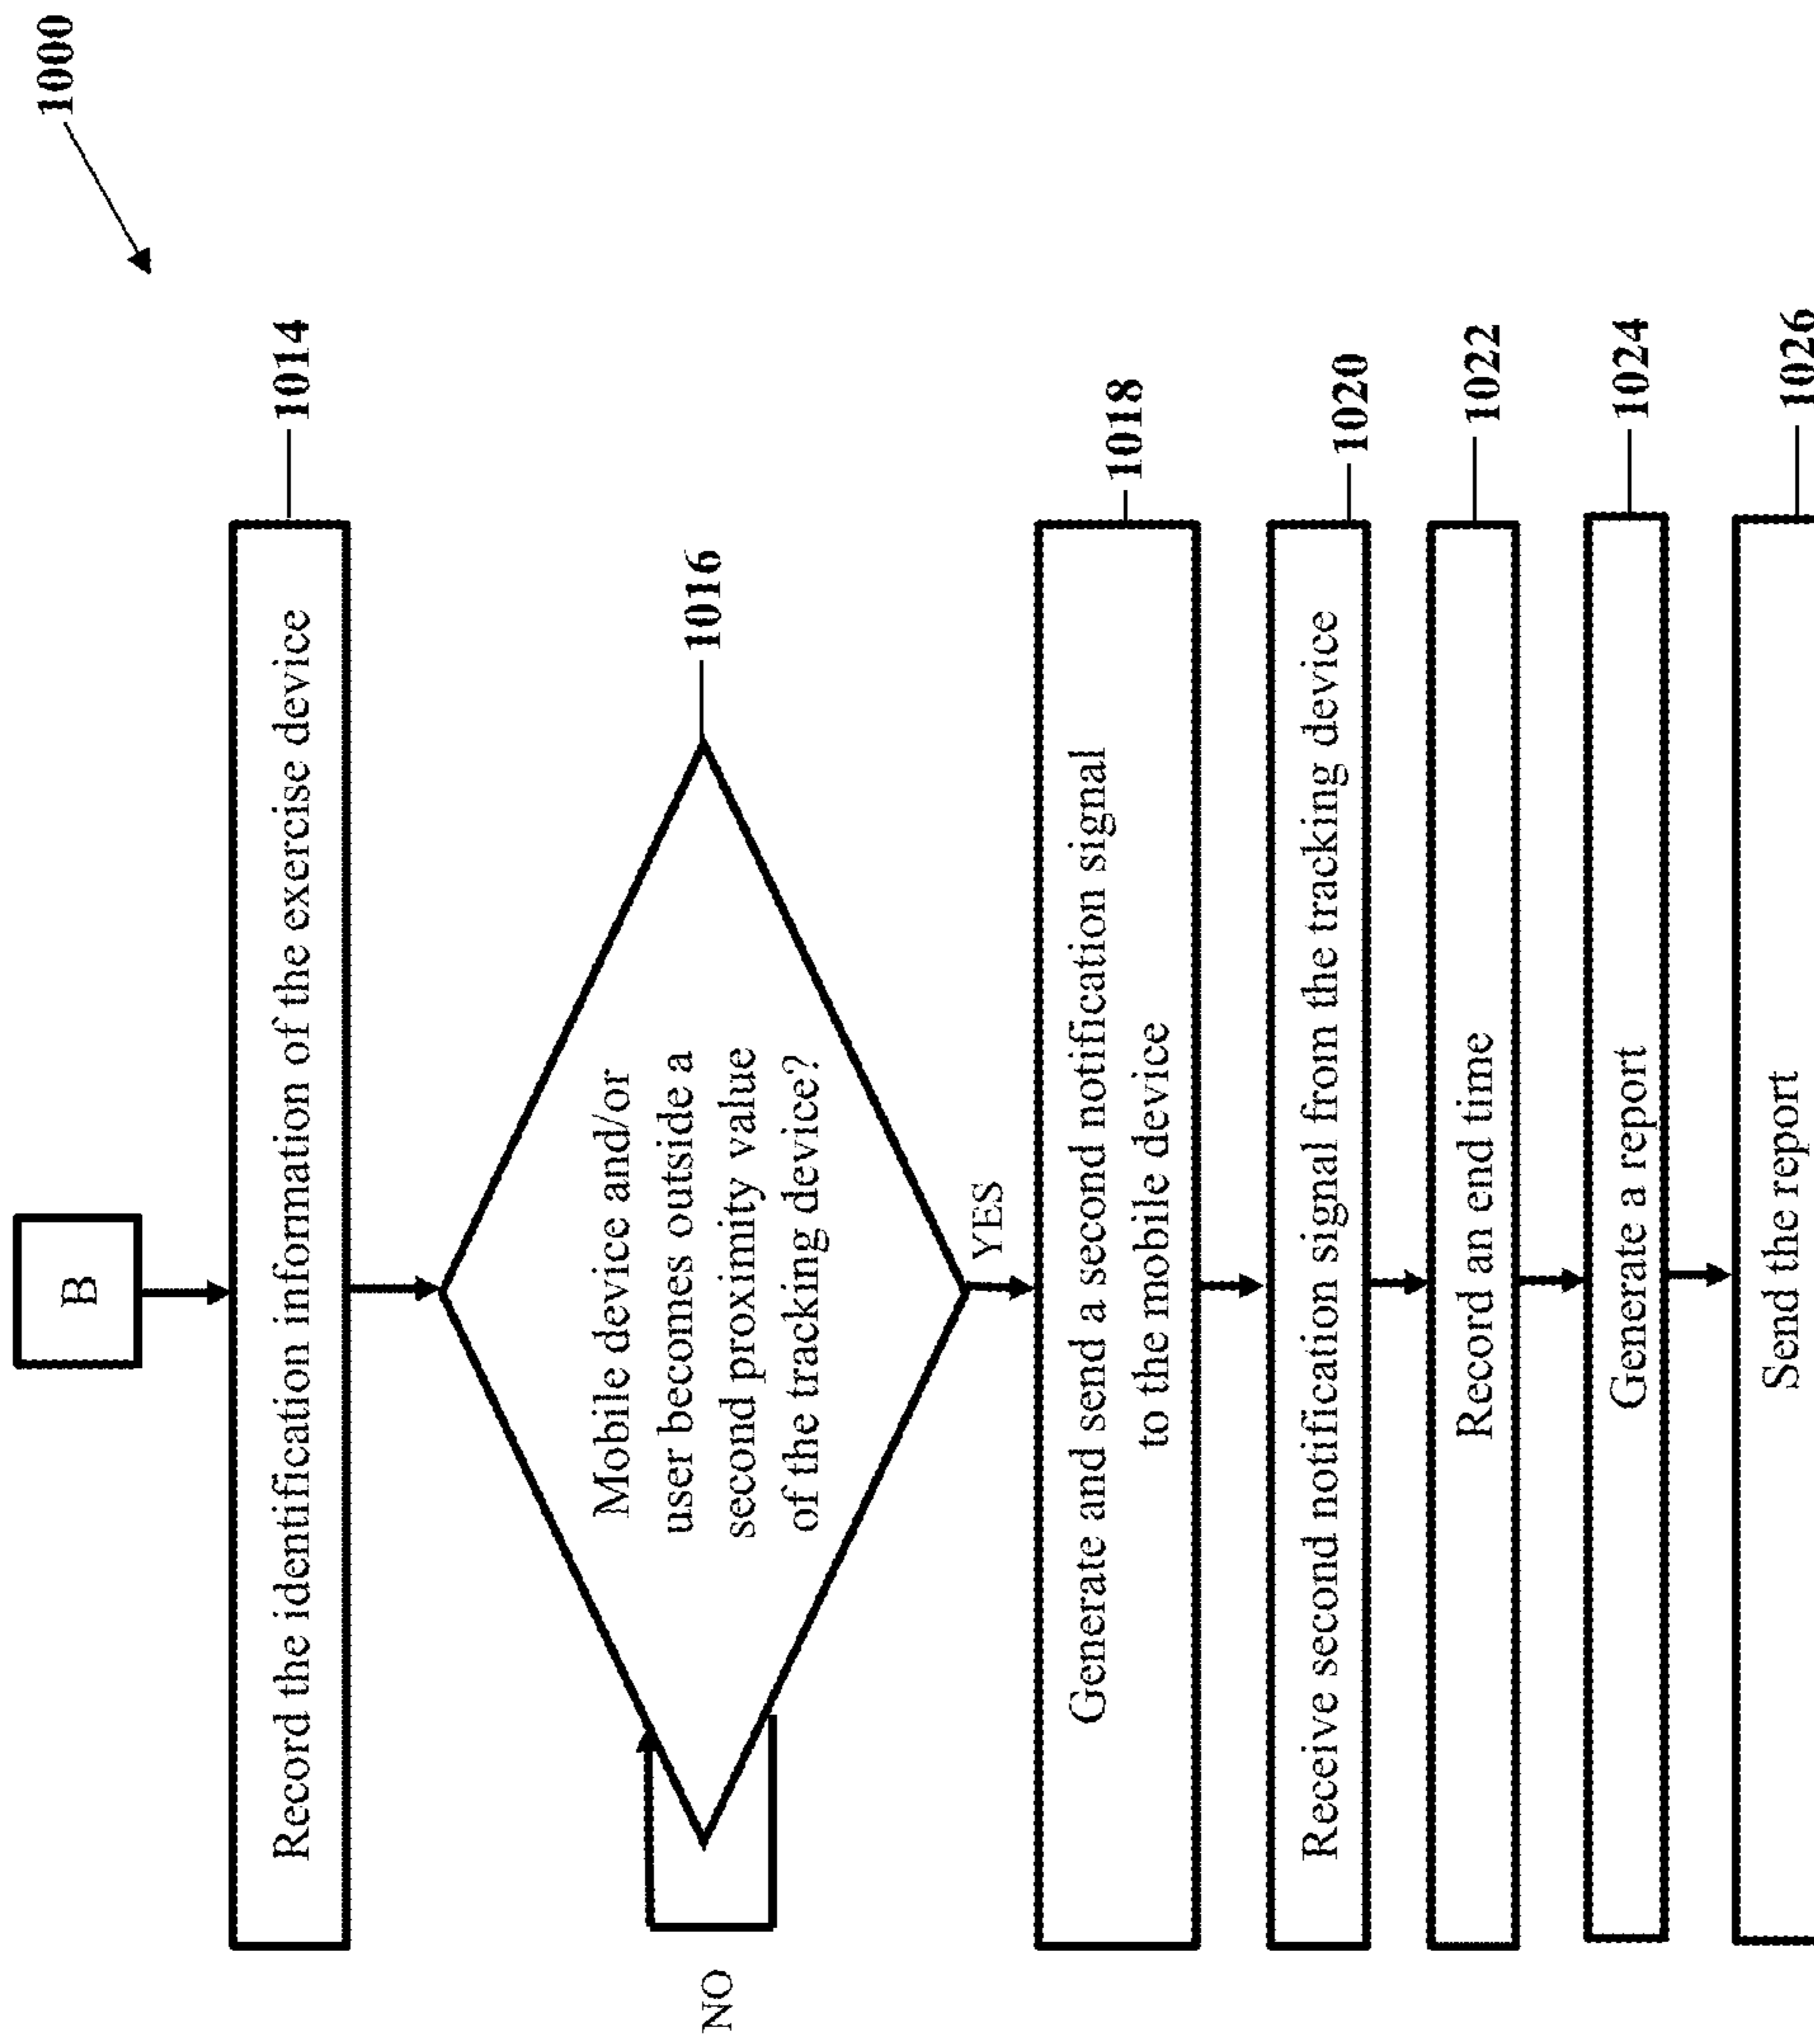 1000
B
Record the identification information of the exercise device
1014
Mobile device and/or
user becomes outside a
second proximity value
of the tracking device?
1016
NO
YES
Generate and send a second notification signal
to the mobile device
1018
Receive second notification signal from the tracking device
1020
Record an end time
1022
Generate a report
1024
Send the report
1026